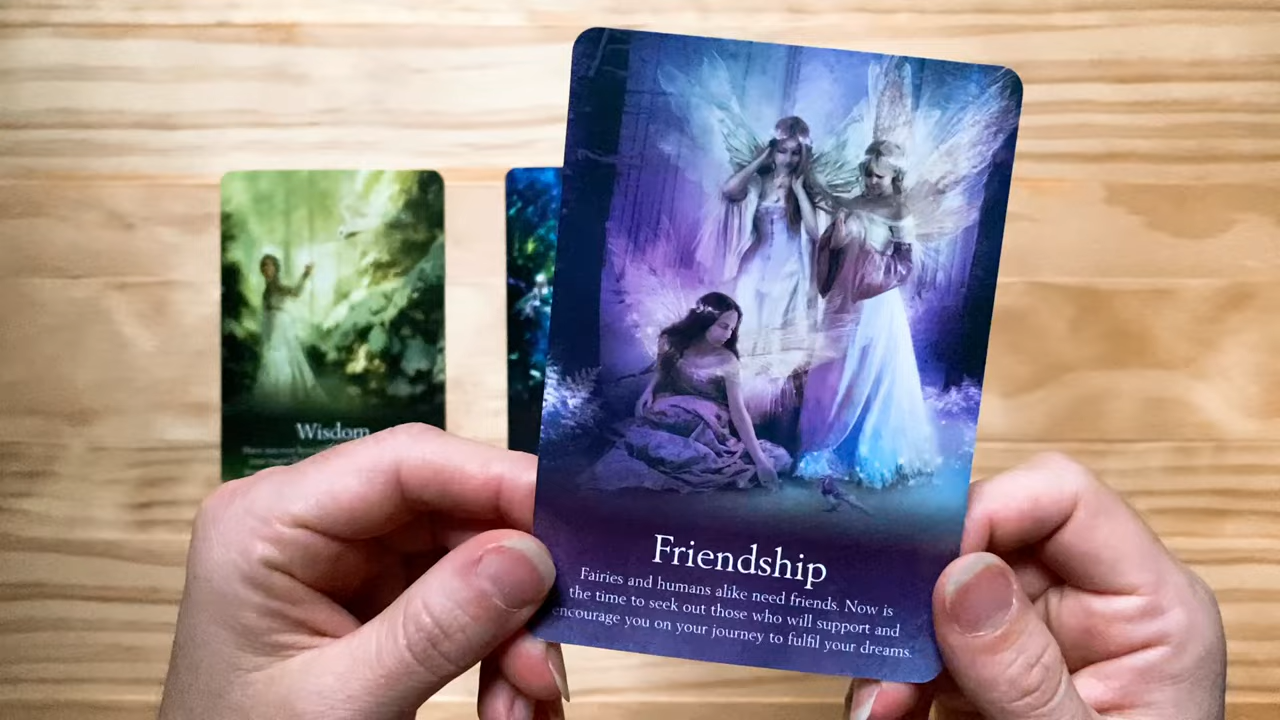 Wisdom
Friendship
Fairies and humans alike need friends. Now is
the time to seek out those who will support and
encourage you on your journey to fulfil your dreams.